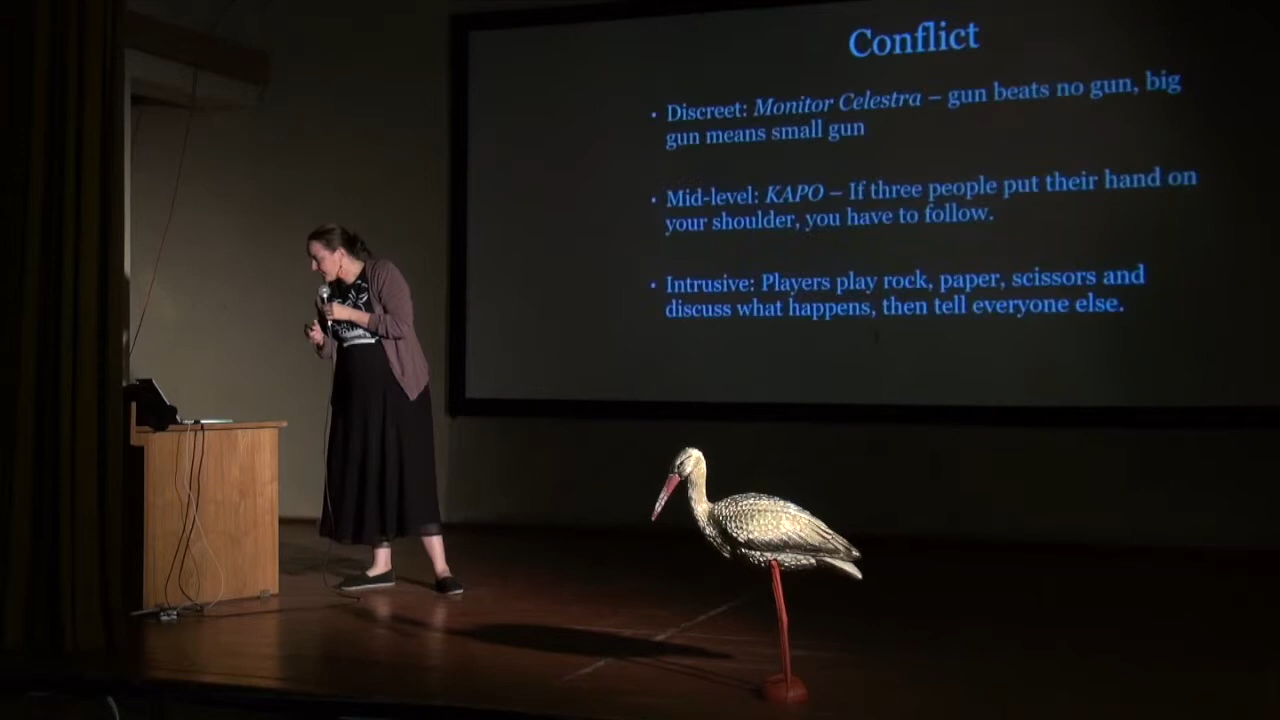 Conflict
• Discreet: Monitor Celestra – gun beats no gun, big
gun means small gun
• Mid-level: KAPO – If three people put their hand on
your shoulder, you have to follow.
• Intrusive: Players play rock, paper, scissors and
discuss what happens, then tell everyone else.